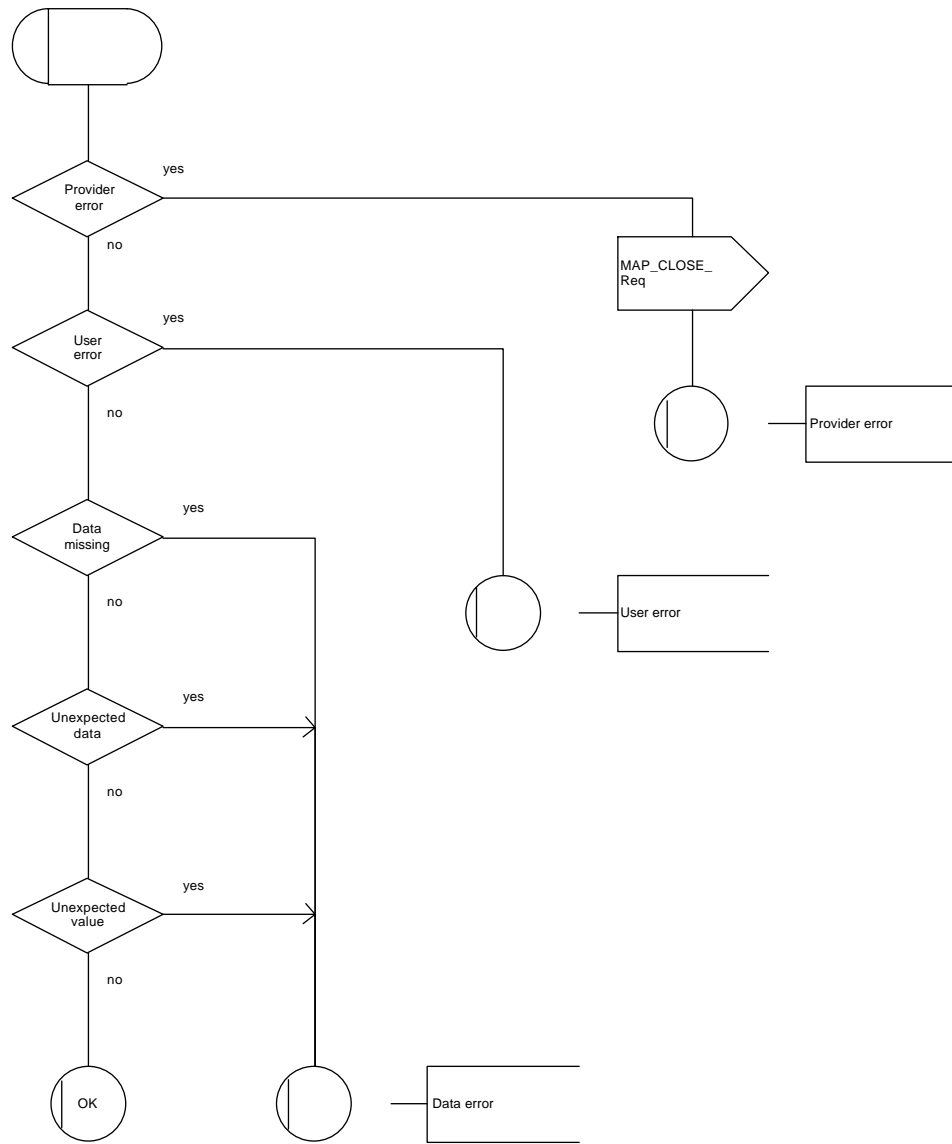 yes
Provider
error
no
MAP_CLOSE_
Req
yes
User
error
no
Provider error
yes
Data
missing
no
User error
yes
Unexpected
data
no
yes
Unexpected
value
no
OK
Data error